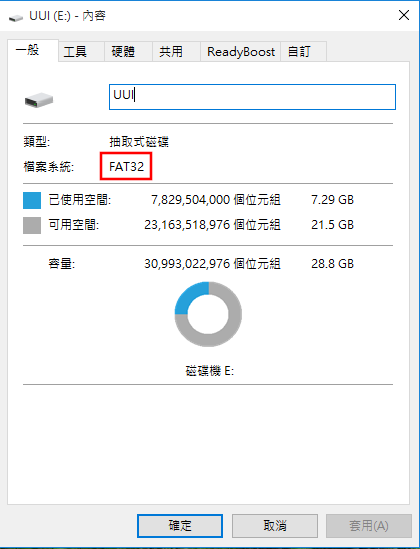 UUI (E:) - 內容
一般 工具 硬體 共用 ReadyBoost 自訂
UUI
類型: 抽取式磁碟
檔案系統: FAT32
已使用空間: 7,829,504,000 個位元組 7.29 GB
可用空間: 23,163,518,976 個位元組 21.5 GB
容量: 30,993,022,976 個位元組 28.8 GB
磁碟機 E:
確定 取消 套用(A)